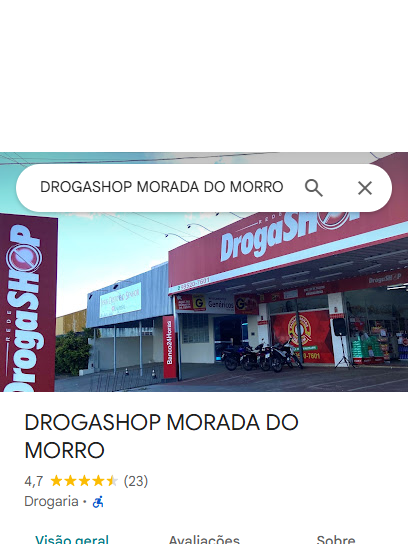 DROGASHOP MORADA DO MORRO
DrogaSHOP
REDE
DrogaSHOP
REDE
Genéricos
Banco24Horas
DrogaSHOP
DROGASHOP MORADA DO
MORRO
4,7 (23)
Drogaria ·
Visão geral Avaliações Sobre